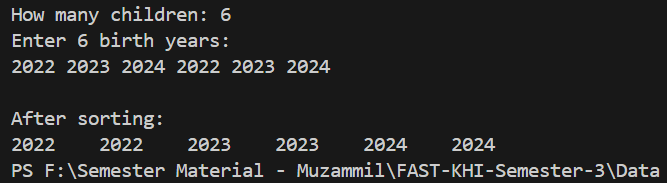 How many children: 6
Enter 6 birth years:
2022 2023 2024 2022 2023 2024
After sorting:
2022 2022 2023 2023 2024 2024
PS F:\Semester Material - Muzammil\FAST-KHI-Semester-3\Data